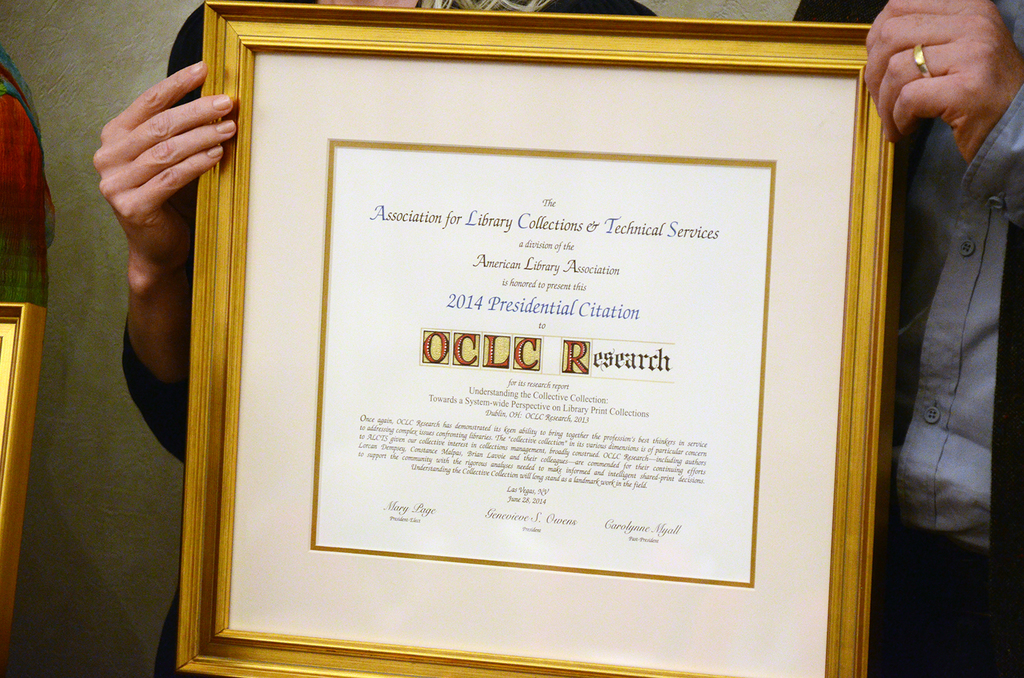 The
Association for Library Collections & Technical Services
a division of the
American Library Association
is honored to present this
2014 Presidential Citation
to
OCLC Research
for its research report
Understanding the Collective Collection:
Towards a System-wide Perspective on Library Print Collections
Dublin, OH: OCLC Research, 2013
Once again, OCLC Research has demonstrated its keen ability to bring together the profession's best thinkers in service
to addressing complex issues confronting libraries. The "collective collection" in its various dimensions is of particular concern
to ALCTS given our collective interest in collections management, broadly construed. OCLC Research—including authors
Lorcan Dempsey, Constance Malpas, Brian Lavoie and their colleagues—are commended for their continuing efforts
to support the community with the rigorous analyses needed to make informed and intelligent shared-print decisions.
Understanding the Collective Collection will long stand as a landmark work in the field.
Las Vegas, NV
June 28, 2014
Mary Page Genevieve S. Owens Carolynne Myall
President-Elect President Past-President